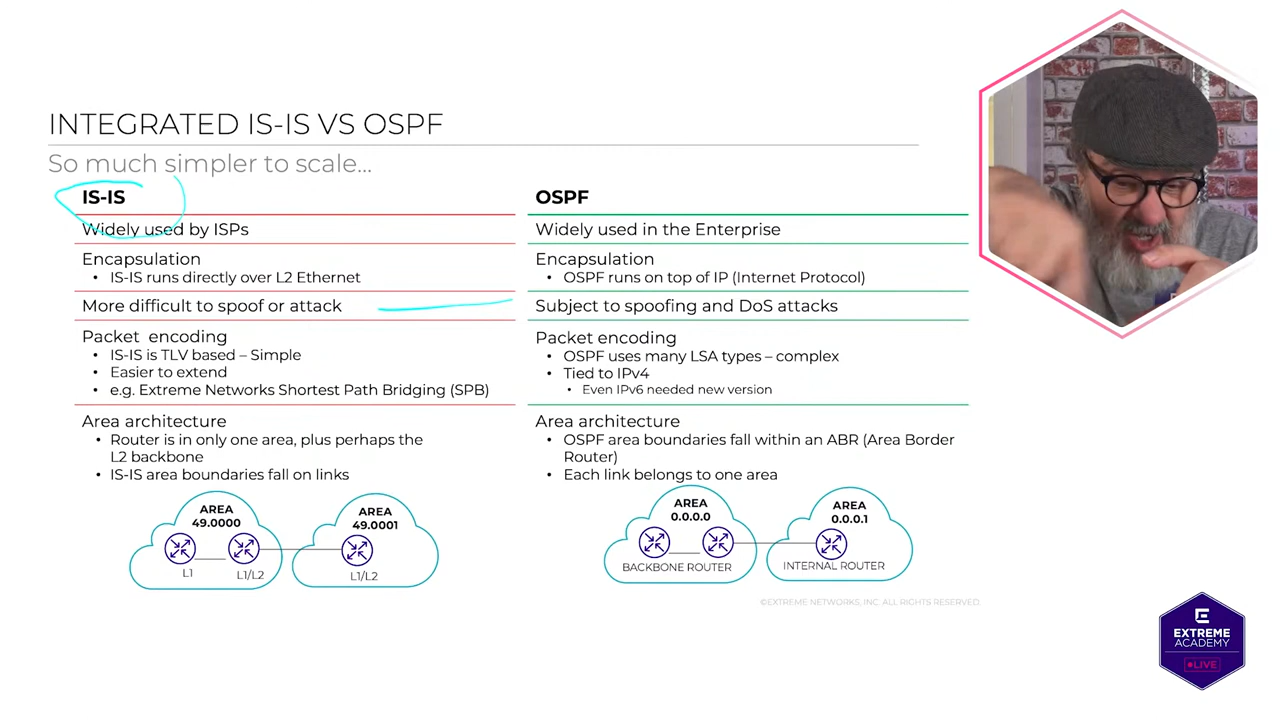 INTEGRATED IS-IS VS OSPF
So much simpler to scale...
IS-IS
Widely used by ISPs
Encapsulation
• IS-IS runs directly over L2 Ethernet
More difficult to spoof or attack
Packet encoding
• IS-IS is TLV based – Simple
• Easier to extend
• e.g. Extreme Networks Shortest Path Bridging (SPB)
Area architecture
• Router is in only one area, plus perhaps the
L2 backbone
• IS-IS area boundaries fall on links
AREA
49.0000
L1
L1/L2
AREA
49.0001
L1/L2
OSPF
Widely used in the Enterprise
Encapsulation
• OSPF runs on top of IP (Internet Protocol)
Subject to spoofing and DoS attacks
Packet encoding
• OSPF uses many LSA types – complex
• Tied to IPv4
• Even IPv6 needed new version
Area architecture
• OSPF area boundaries fall within an ABR (Area Border
Router)
• Each link belongs to one area
AREA
0.0.0.0
BACKBONE ROUTER
AREA
0.0.0.1
INTERNAL ROUTER
©EXTREME NETWORKS, INC. ALL RIGHTS RESERVED.
EXTREME
ACADEMY
LIVE